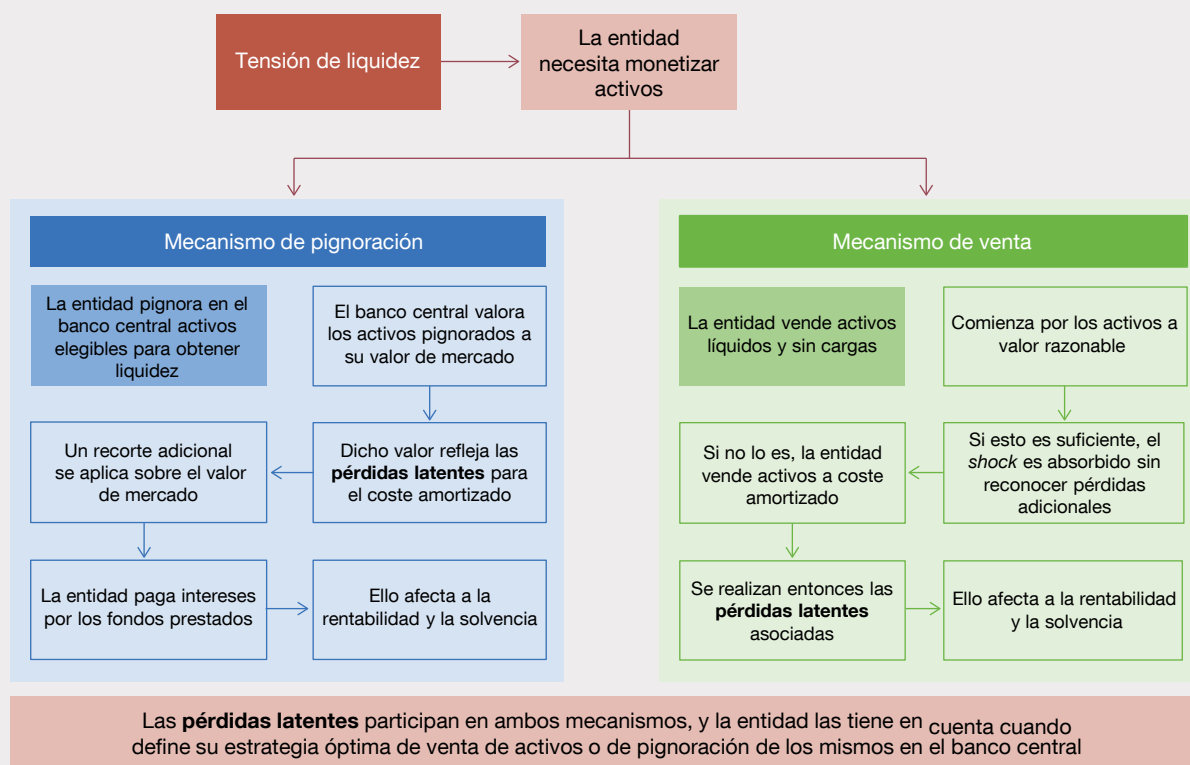 Tensión de liquidez
La entidad
necesita monetizar
activos
Mecanismo de pignoración
La entidad pignora en el
banco central activos
elegibles para obtener
liquidez
El banco central valora
los activos pignorados a
su valor de mercado
Un recorte adicional
se aplica sobre el valor
de mercado
Dicho valor refleja las
pérdidas latentes para
el coste amortizado
La entidad paga intereses
por los fondos prestados
Ello afecta a la
rentabilidad y la solvencia
Mecanismo de venta
La entidad vende activos
líquidos y sin cargas
Comienza por los activos a
valor razonable
Si no lo es, la entidad
vende activos a coste
amortizado
Si esto es suficiente, el
shock es absorbido sin
reconocer pérdidas
adicionales
Se realizan entonces las
pérdidas latentes
asociadas
Ello afecta a la rentabilidad
y la solvencia
Las pérdidas latentes participan en ambos mecanismos, y la entidad las tiene en cuenta cuando
define su estrategia óptima de venta de activos o de pignoración de los mismos en el banco central